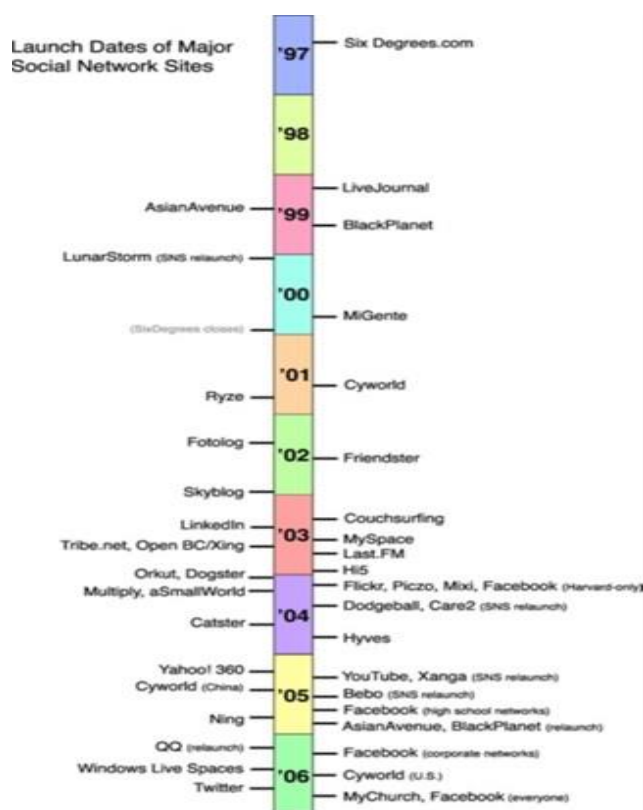 Launch Dates of Major
Social Network Sites
'97
Six Degrees.com
'98
'99
LiveJournal
AsianAvenue
BlackPlanet
LunarStorm (SNS relaunch)
'00
MiGente
(SixDegrees closes)
'01
Cyworld
Ryze
'02
Fotolog
Friendster
Skyblog
'03
Couchsurfing
LinkedIn
MySpace
Tribe.net, Open BC/Xing
Last.FM
Hi5
Orkut, Dogster
Flickr, Piczo, Mixi, Facebook (Harvard-only)
Multiply, aSmallWorld
'04
Dodgeball, Care2 (SNS relaunch)
Catster
Hyves
Yahoo! 360
YouTube, Xanga (SNS relaunch)
Cyworld (China)
'05
Bebo (SNS relaunch)
Facebook (high school networks)
Ning
AsianAvenue, BlackPlanet (relaunch)
QQ (relaunch)
Facebook (corporate networks)
Windows Live Spaces
'06
Cyworld (U.S.)
Twitter
MyChurch, Facebook (everyone)